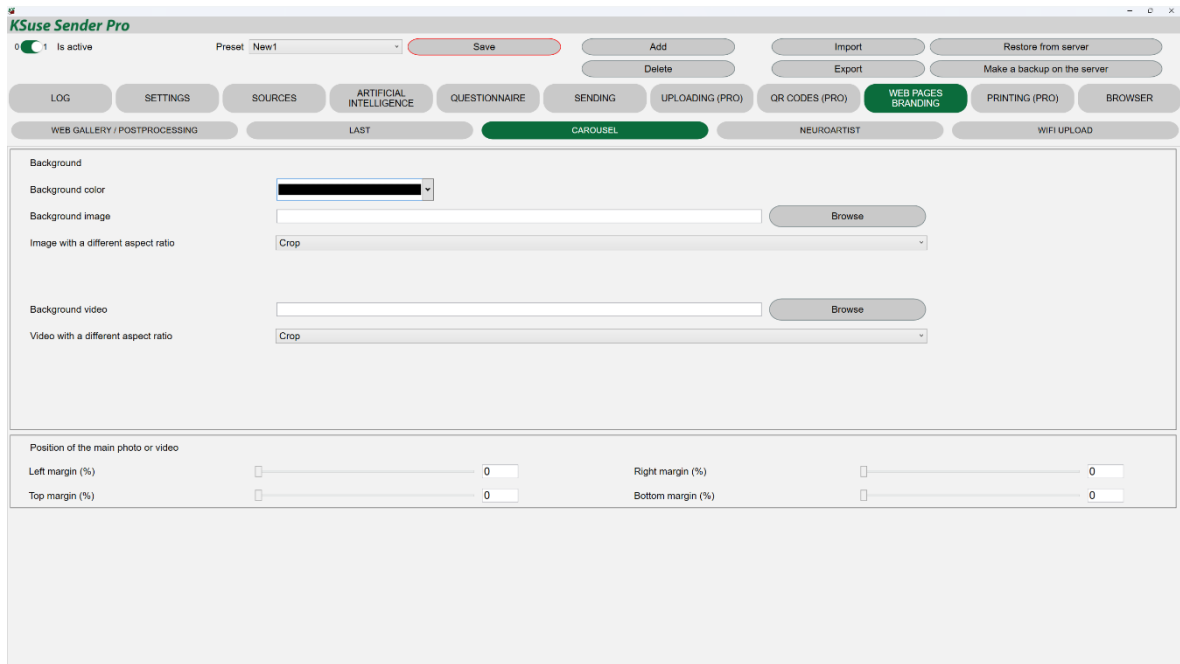 KSuse Sender Pro
0 1 Is active Preset New1 Save Add Import Restore from server
Delete Export Make a backup on the server
LOG SETTINGS SOURCES ARTIFICIAL INTELLIGENCE QUESTIONNAIRE SENDING UPLOADING (PRO) QR CODES (PRO) WEB PAGES BRANDING PRINTING (PRO) BROWSER
WEB GALLERY / POSTPROCESSING LAST CAROUSEL NEUROARTIST WIFI UPLOAD
Background
Background color
Background image Browse
Image with a different aspect ratio Crop
Background video Browse
Video with a different aspect ratio Crop
Position of the main photo or video
Left margin (%) 0 Right margin (%) 0
Top margin (%) 0 Bottom margin (%) 0